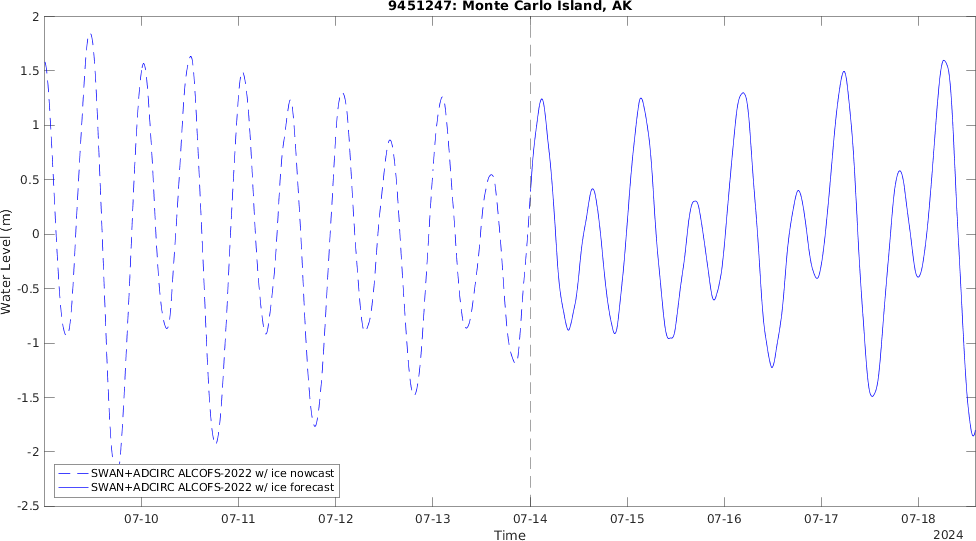 9451247: Monte Carlo Island, AK
2
1.5
1
0.5
0
-0.5
-1
-1.5
-2
-2.5
Water Level (m)
SWAN+ADCIRC ALCOFS-2022 w/ ice nowcast
SWAN+ADCIRC ALCOFS-2022 w/ ice forecast
07-10 07-11 07-12 07-13 07-14 07-15 07-16 07-17 07-18
Time
2024